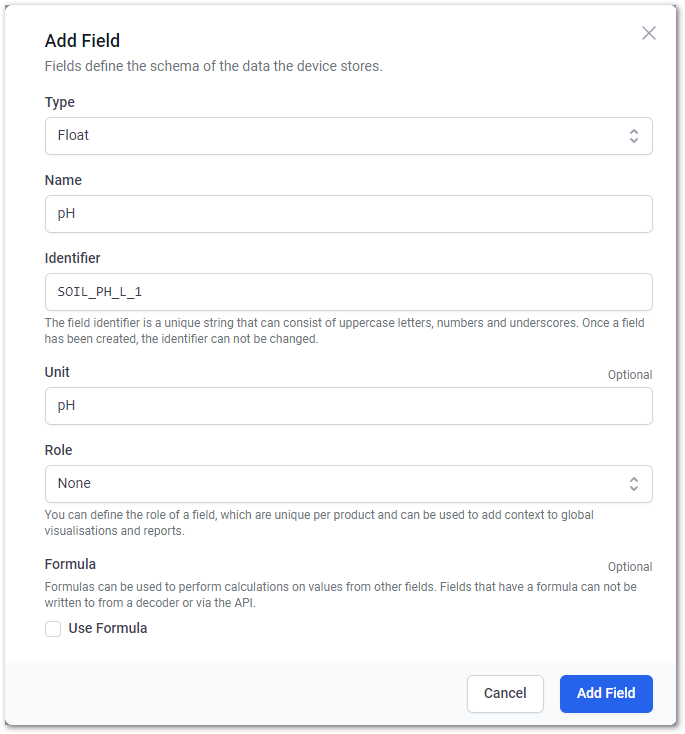 Add Field
Fields define the schema of the data the device stores.
Type
Float
Name
pH
Identifier
SOIL_PH_L_1
The field identifier is a unique string that can consist of uppercase letters, numbers and underscores. Once a field
has been created, the identifier can not be changed.
Unit
Optional
pH
Role
None
You can define the role of a field, which are unique per product and can be used to add context to global
visualisations and reports.
Formula
Optional
Formulas can be used to perform calculations on values from other fields. Fields that have a formula can not be
written to from a decoder or via the API.
Use Formula
Cancel
Add Field